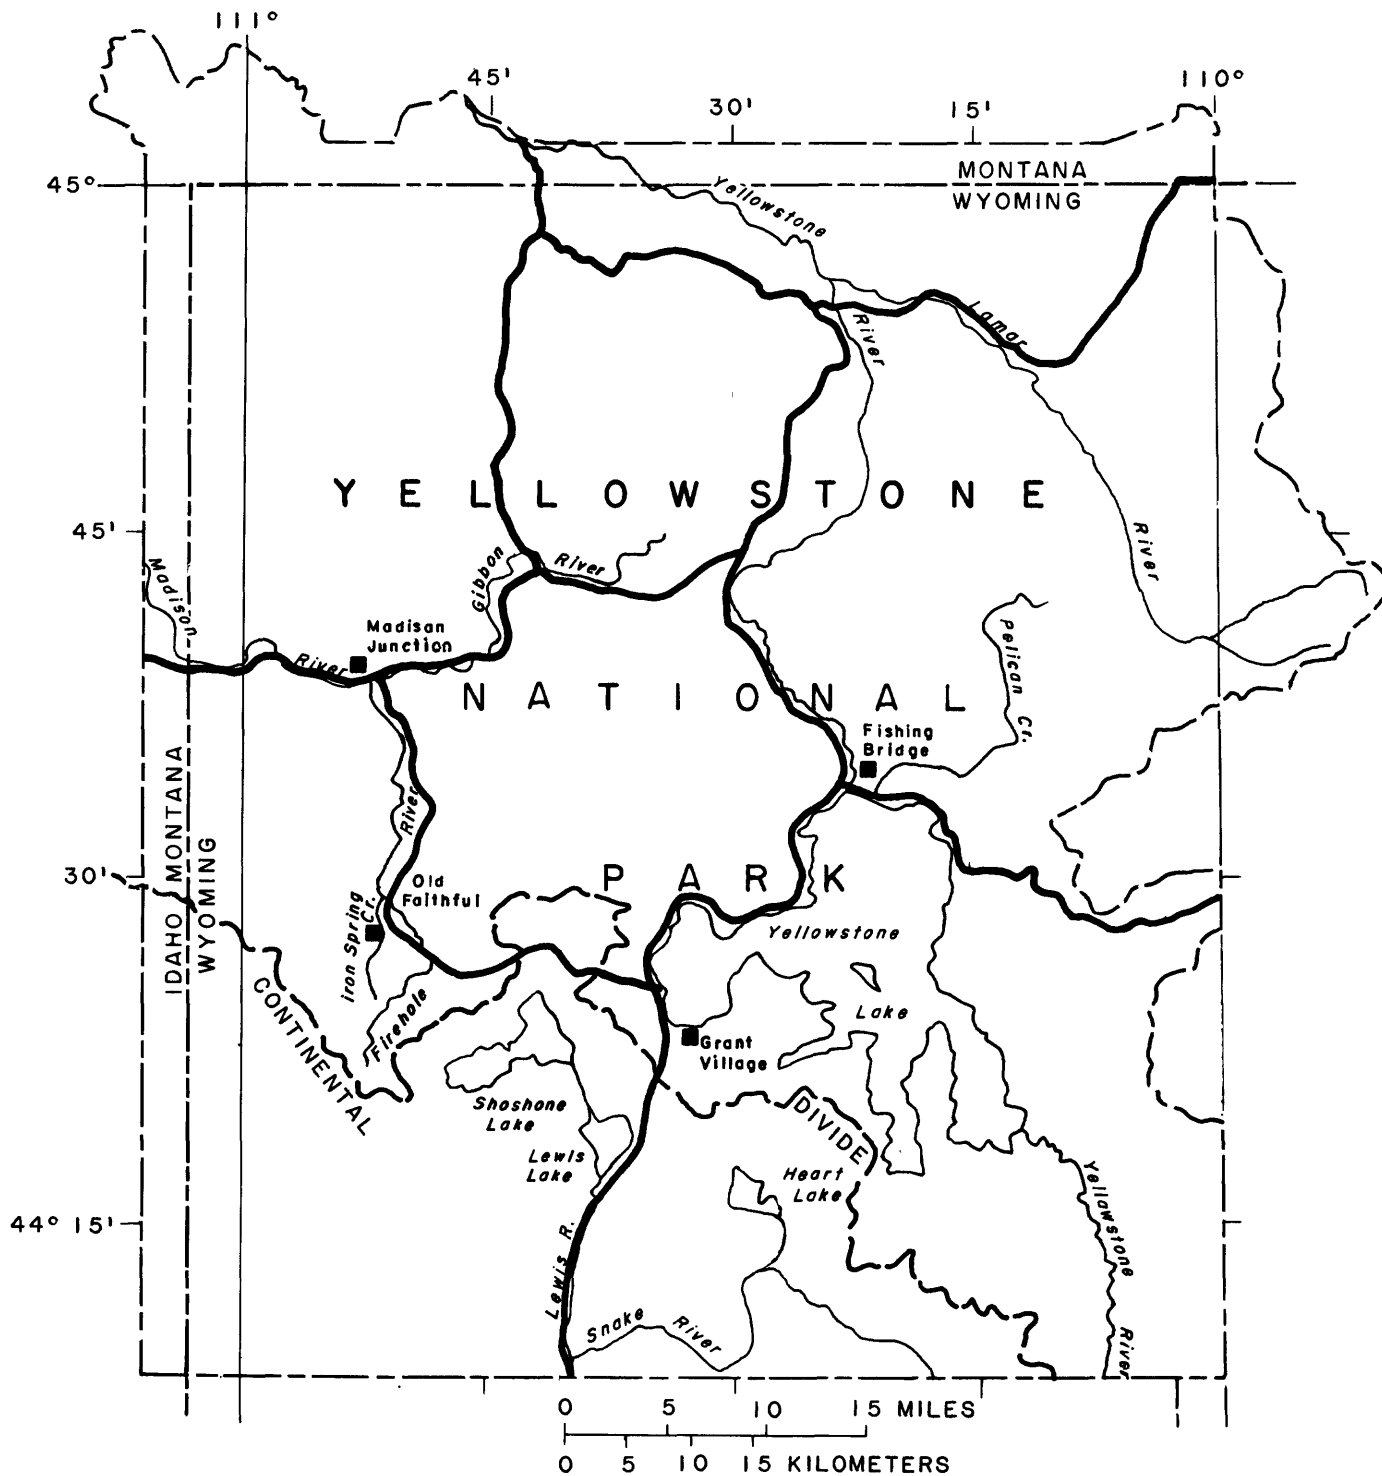 111°
45'
30'
15'
110°
45°
MONTANA
WYOMING
Yellowstone
River
Lamar
River
YELLOWSTONE
45'
Madison
River
Gibbon
River
Madisan
Junction
NATIONAL
Pelican Cr.
Fishing
Bridge
IDAHO MONTANA
WYOMING
River
30'
PARK
Old
Faithful
Iron Spring
Cr.
Firehole
Yellowstone
Lake
CONTINENTAL
Grant
Village
Shoshone
Lake
DIVIDE
Lewis
Lake
Heart
Lake
44° 15'
Lewis R.
Snake River
Yellowstone
River
0 5 10 15 MILES
0 5 10 15 KILOMETERS